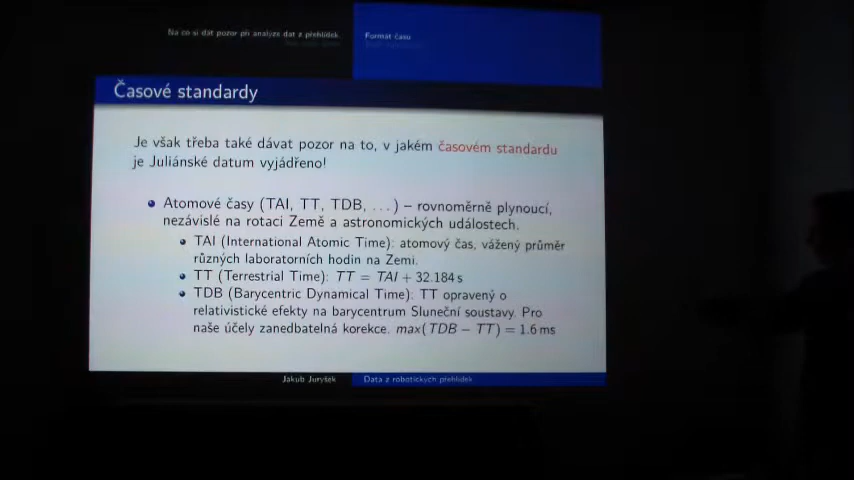 Na co si dát pozor při analýze dat z přehlídek
Formát času
Časové standardy
Je však třeba také dávat pozor na to, v jakém časovém standardu
je Juliánské datum vyjádřeno!
Atomové časy (TAI, TT, TDB, ...) – rovnoměrně plynoucí,
nezávislé na rotaci Země a astronomických událostech.
TAI (International Atomic Time): atomový čas, vážený průměr
různých laboratorních hodin na Zemi.
TT (Terrestrial Time): TT = TAI + 32.184 s
TDB (Barycentric Dynamical Time): TT opravený o
relativistické efekty na barycentrum Sluneční soustavy. Pro
naše účely zanedbatelná korekce. max(TDB − TT) = 1.6 ms
Jakub Juryšek
Data z robotických přehlídek